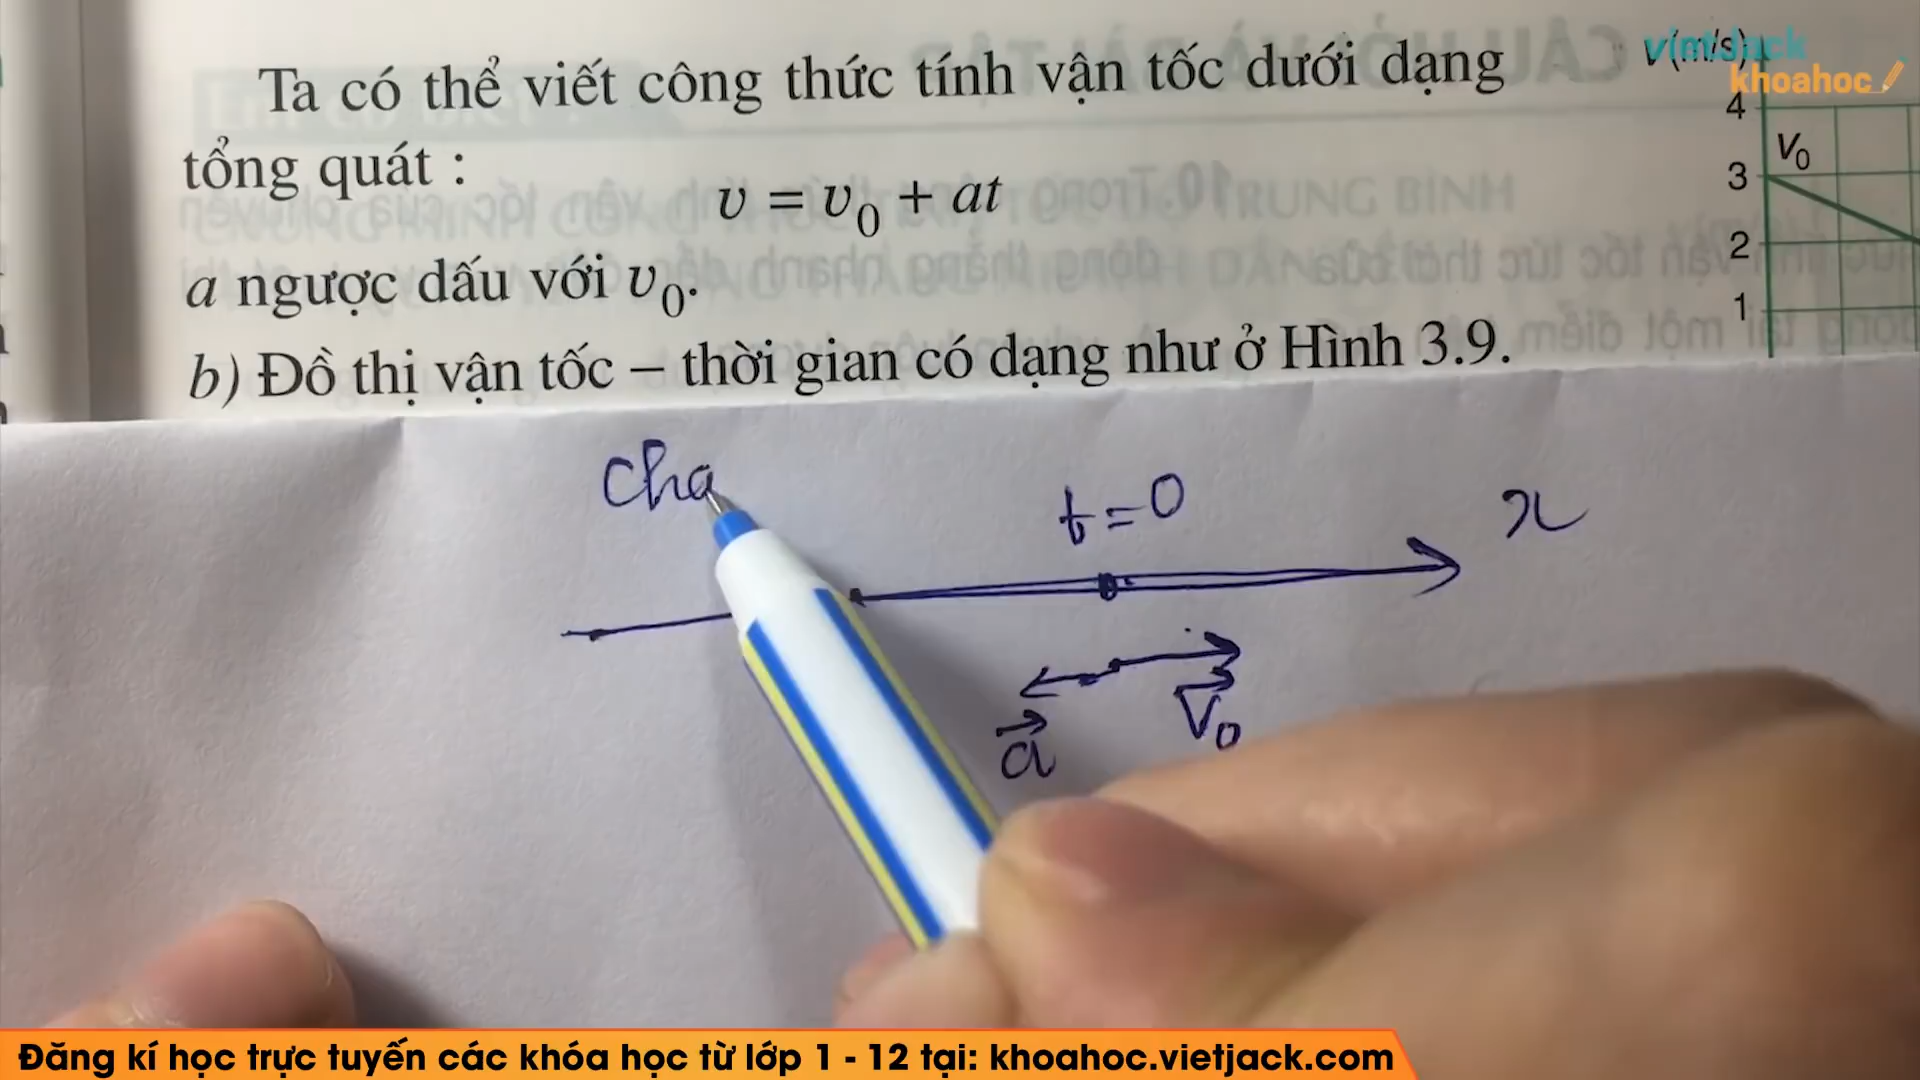 Ta có thể viết công thức tính vận tốc dưới dạng
tổng quát :
v = v₀ + at
a ngược dấu với v₀.
b) Đồ thị vận tốc – thời gian có dạng như ở Hình 3.9.
v(m/s)
vietjack
khoahoc
4
V₀
3
2
1
Cha
t = 0
x
a
V₀
Đăng kí học trực tuyến các khóa học từ lớp 1 - 12 tại: khoahoc.vietjack.com